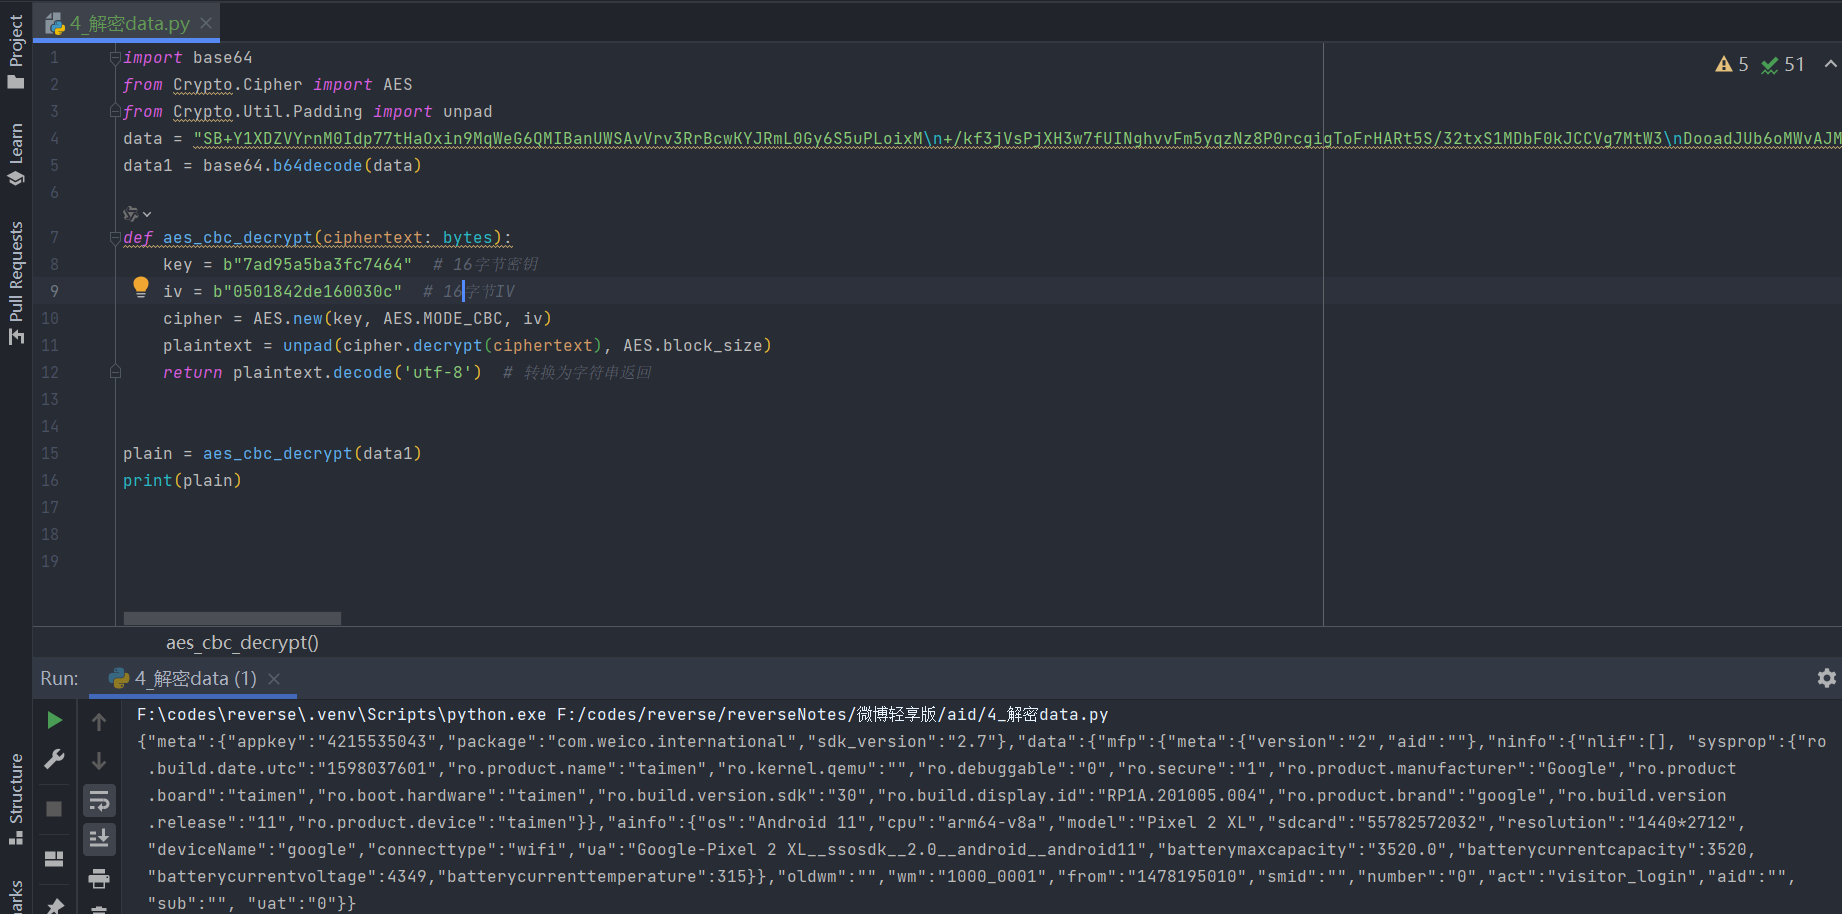 4_解密data.py
Project
Learn
Pull Requests
Structure
5 51
1 import base64
2 from Crypto.Cipher import AES
3 from Crypto.Util.Padding import unpad
4 data = "SB+Y1XDZVYrnM0Idp77tHaOxin9MqWeG6QMIBanUWSAvVrv3RrBcwKYJRmL0Gy6S5uPLoixM\n+/kf3jVsPjXH3w7fUINghvvFm5yqzNz8P0rcgigToFrHARt5S/32txS1MDbF0kJCCVg7MtW3\nDooadJUb6oMWvAJM
5 data1 = base64.b64decode(data)
6
7 def aes_cbc_decrypt(ciphertext: bytes):
8 key = b"7ad95a5ba3fc7464" # 16字节密钥
9 iv = b"0501842de160030c" # 16字节IV
10 cipher = AES.new(key, AES.MODE_CBC, iv)
11 plaintext = unpad(cipher.decrypt(ciphertext), AES.block_size)
12 return plaintext.decode('utf-8') # 转换为字符串返回
13
14
15 plain = aes_cbc_decrypt(data1)
16 print(plain)
17
18
19
aes_cbc_decrypt()
Run: 4_解密data (1)
F:\codes\reverse\.venv\Scripts\python.exe F:/codes/reverse/reverseNotes/微博轻享版/aid/4_解密data.py
{"meta":{"appkey":"4215535043","package":"com.weico.international","sdk_version":"2.7"},"data":{"mfp":{"meta":{"version":"2","aid":""},"ninfo":{"nlif":[], "sysprop":{"ro
.build.date.utc":"1598037601","ro.product.name":"taimen","ro.kernel.qemu":"","ro.debuggable":"0","ro.secure":"1","ro.product.manufacturer":"Google","ro.product
.board":"taimen","ro.boot.hardware":"taimen","ro.build.version.sdk":"30","ro.build.display.id":"RP1A.201005.004","ro.product.brand":"google","ro.build.version
.release":"11","ro.product.device":"taimen"}},"ainfo":{"os":"Android 11","cpu":"arm64-v8a","model":"Pixel 2 XL","sdcard":"55782572032","resolution":"1440*2712",
"deviceName":"google","connecttype":"wifi","ua":"Google-Pixel 2 XL__ssosdk__2.0__android__android11","batterymaxcapacity":"3520.0","batterycurrentcapacity":3520,
"batterycurrentvoltage":4349,"batterycurrenttemperature":315}},"oldwm":"","wm":"1000_0001","from":"1478195010","smid":"","number":"0","act":"visitor_login","aid":"",
"sub":"", "uat":"0"}}